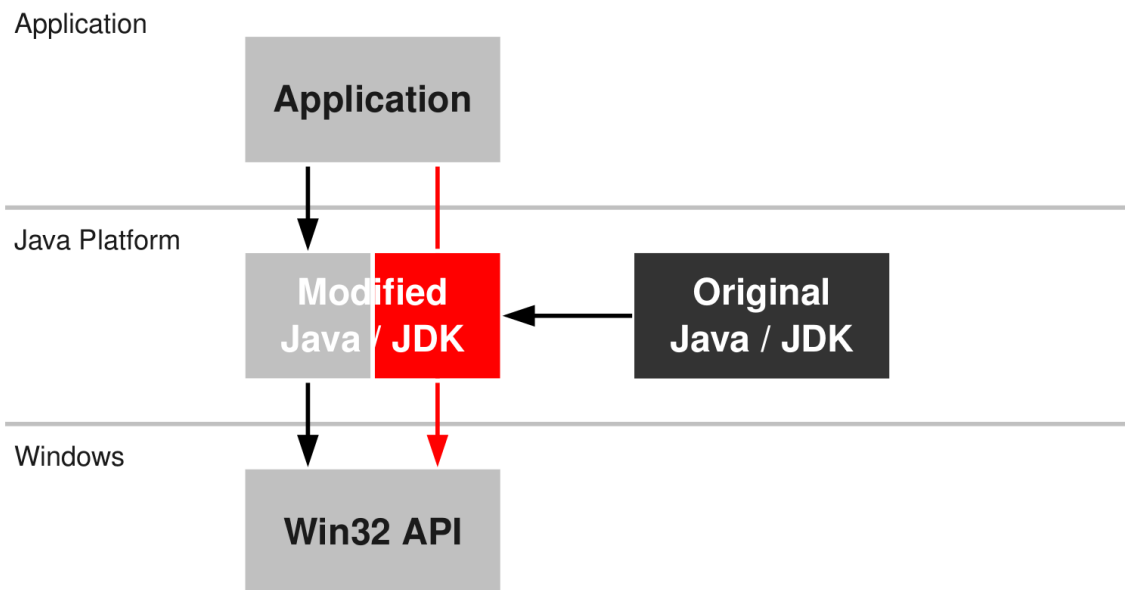 Application
Application
Java Platform
Modified
Java / JDK
Original
Java / JDK
Windows
Win32 API